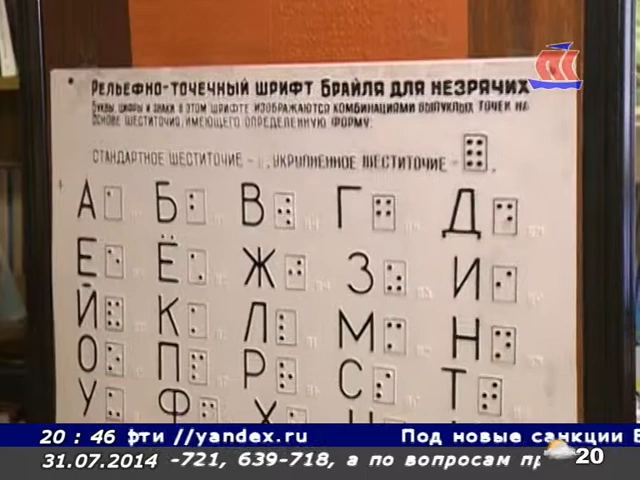 РЕЛЬЕФНО-ТОЧЕЧНЫЙ ШРИФТ БРАЙЛЯ ДЛЯ НЕЗРЯЧИХ
БУКВЫ, ЦИФРЫ И ЗНАКИ В ЭТОМ ШРИФТЕ ИЗОБРАЖАЮТСЯ КОМБИНАЦИЯМИ ВЫПУКЛЫХ ТОЧЕК НА
ОСНОВЕ ШЕСТИТОЧИЯ, ИМЕЮЩЕГО ОПРЕДЕЛЕННУЮ ФОРМУ:
СТАНДАРТНОЕ ШЕСТИТОЧИЕ - , УКРУПНЕННОЕ ШЕСТИТОЧИЕ - .
А Б В Г Д
Е Ё Ж З И
Й К Л М Н
О П Р С Т
У Ф Х
20 : 46 фти //yandex.ru Под новые санкции Е
31.07.2014 -721, 639-718, а по вопросам пр 20